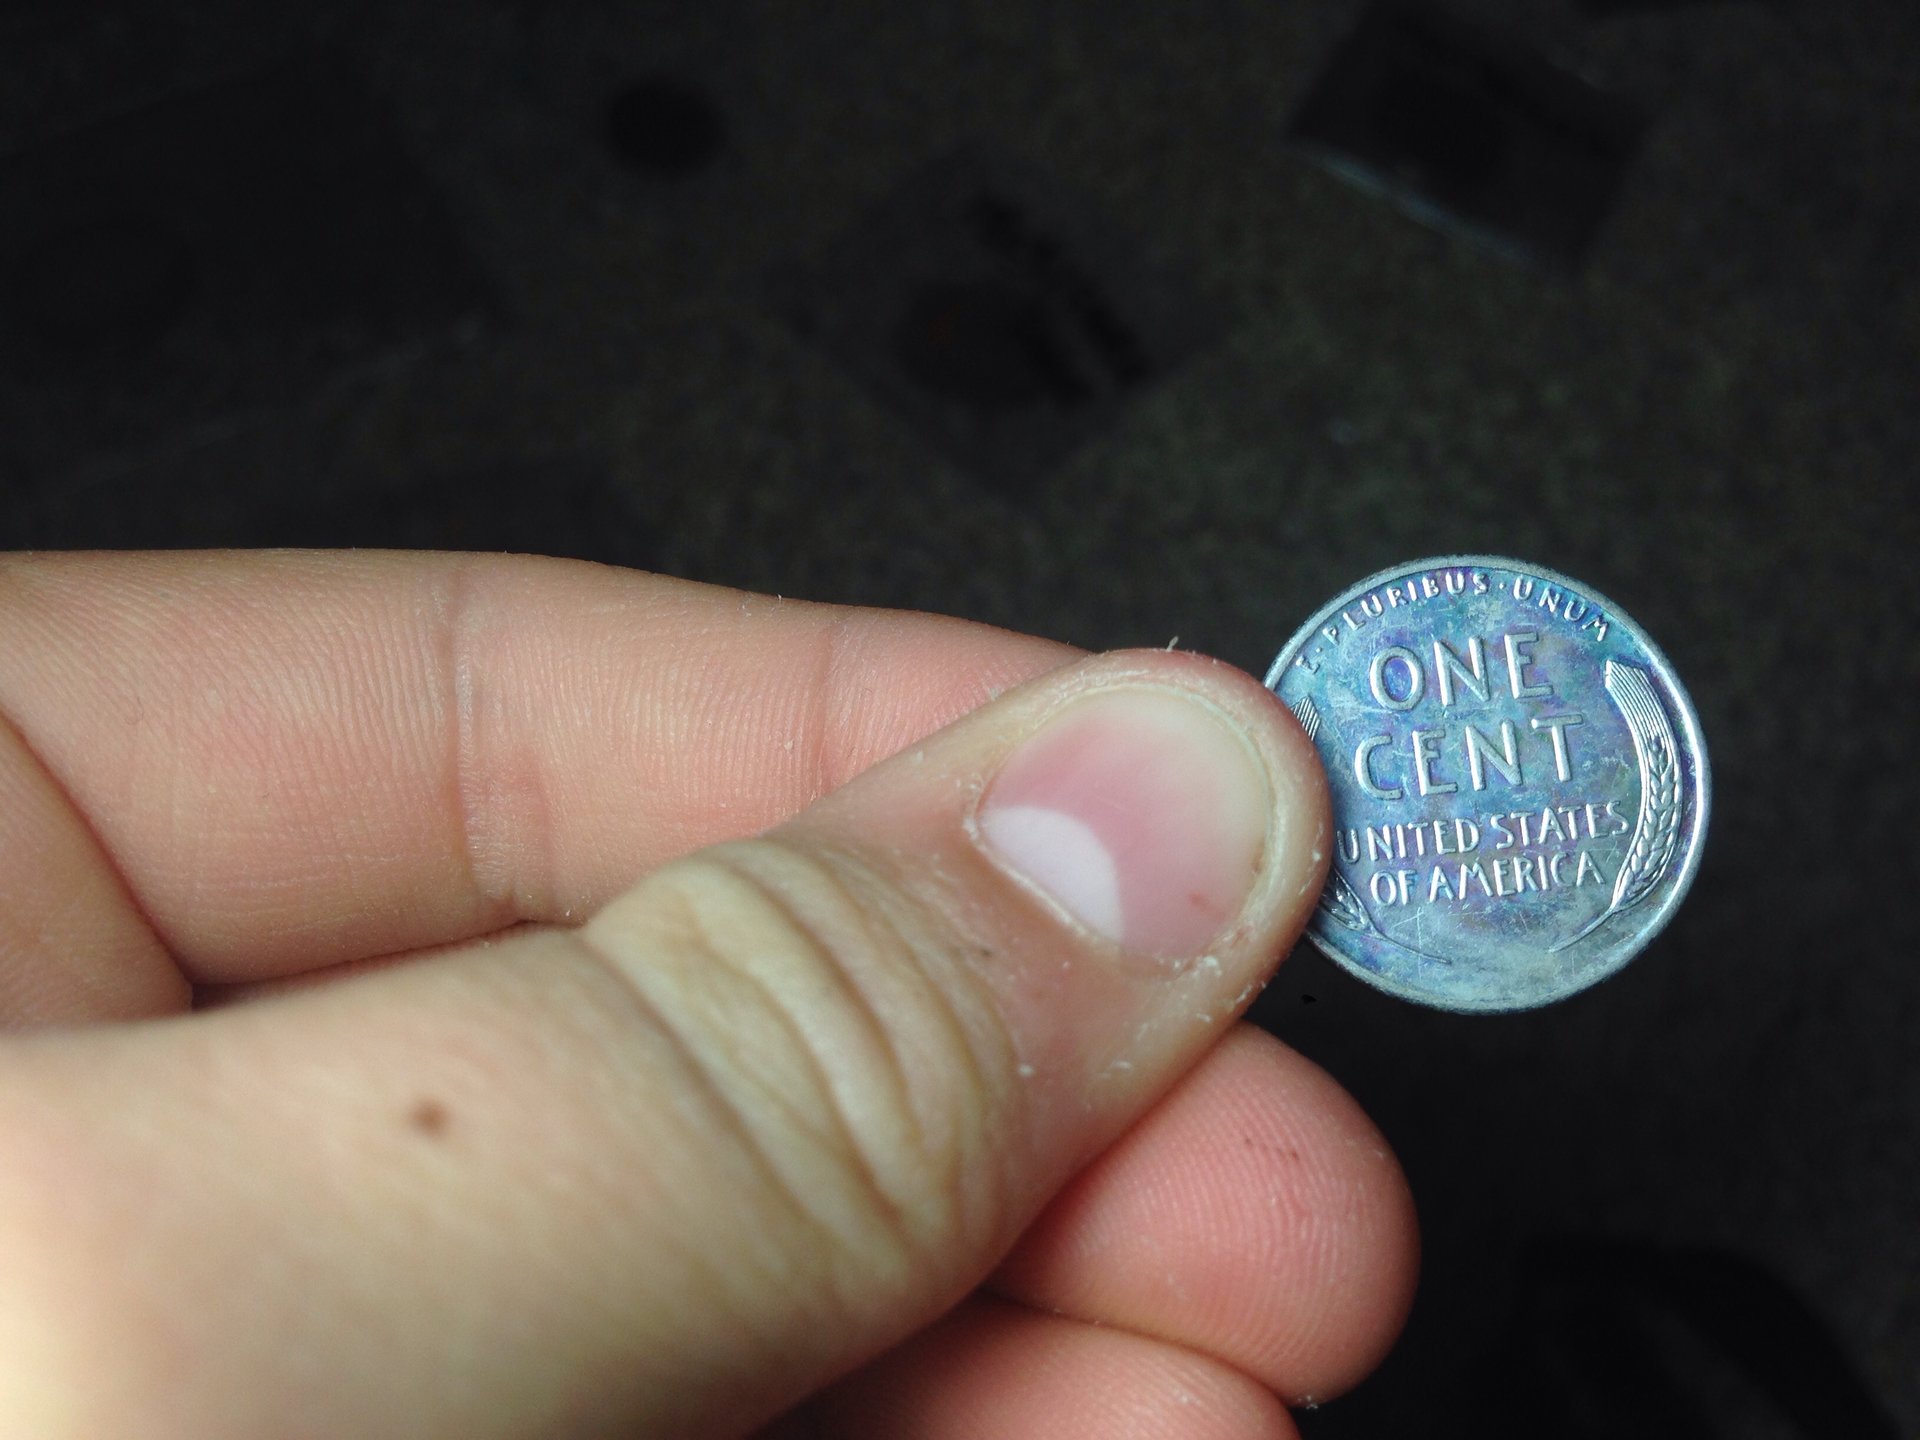 E·PLURIBUS·UNUM
ONE
CENT
UNITED STATES
OF AMERICA